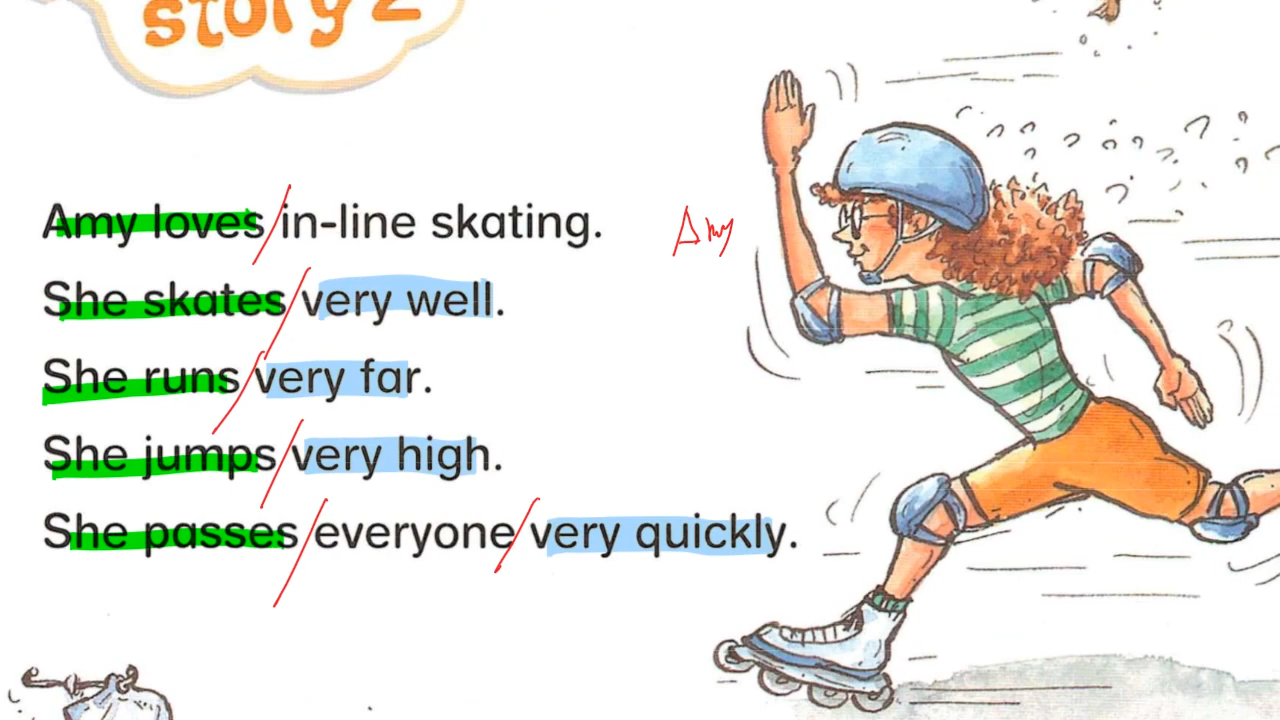 story 2
Amy loves in-line skating.
Amy
She skates very well.
She runs very far.
She jumps very high.
She passes everyone very quickly.